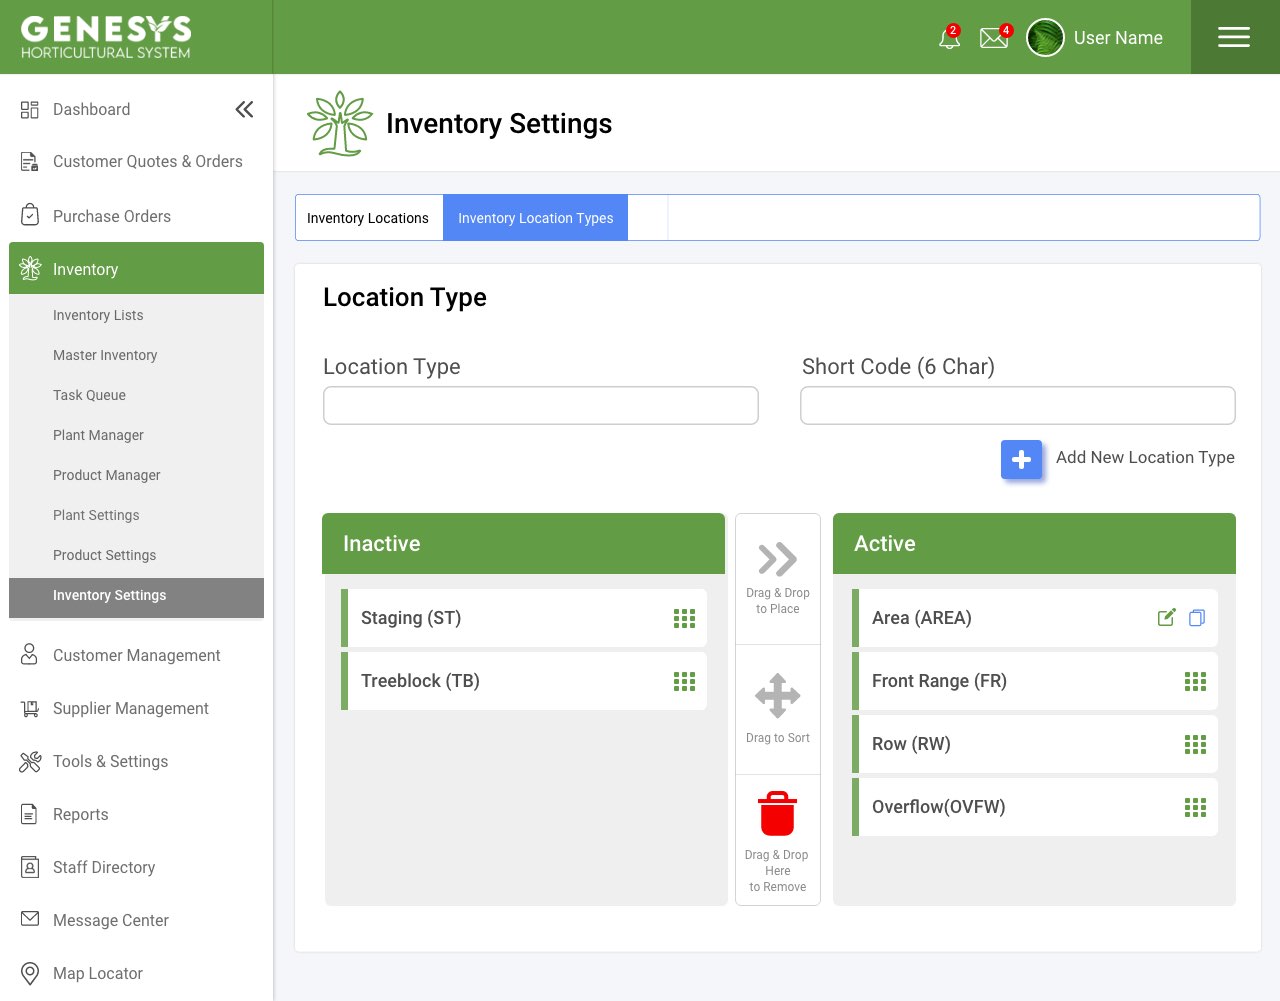 GENESYS
HORTICULTURAL SYSTEM
2
4
User Name
Dashboard
Customer Quotes & Orders
Purchase Orders
Inventory
Inventory Lists
Master Inventory
Task Queue
Plant Manager
Product Manager
Plant Settings
Product Settings
Inventory Settings
Customer Management
Supplier Management
Tools & Settings
Reports
Staff Directory
Message Center
Map Locator
Inventory Settings
Inventory Locations
Inventory Location Types
Location Type
Location Type
Short Code (6 Char)
Add New Location Type
Inactive
Staging (ST)
Treeblock (TB)
Drag & Drop
to Place
Drag to Sort
Drag & Drop
Here
to Remove
Active
Area (AREA)
Front Range (FR)
Row (RW)
Overflow(OVFW)